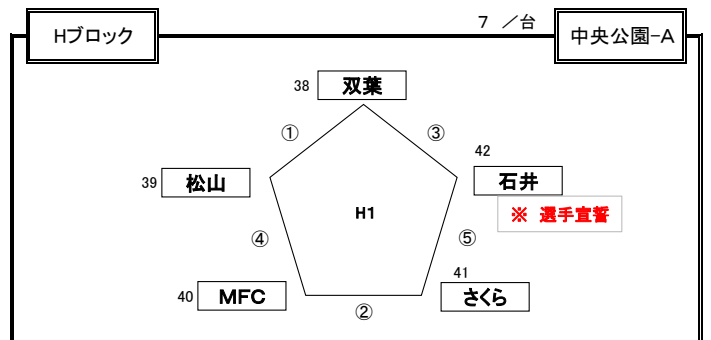 Hブロック
7 ／台
中央公園-A
38 双葉
① ③
42
39 松山
石井
H1
※ 選手宣誓
④ ⑤
41
40 MFC
さくら
②